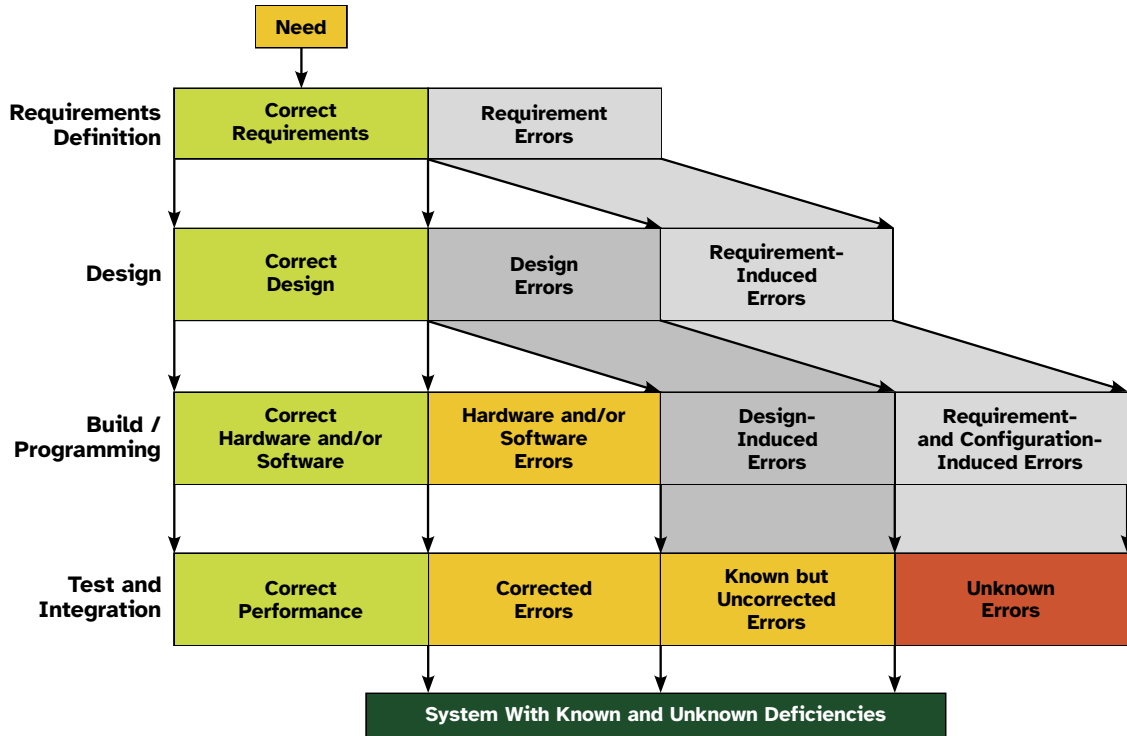 Need
Requirements
Definition
Correct
Requirements
Requirement
Errors
Design
Correct
Design
Design
Errors
Requirement-
Induced
Errors
Build /
Programming
Correct
Hardware and/or
Software
Hardware and/or
Software
Errors
Design-
Induced
Errors
Requirement-
and Configuration-
Induced Errors
Test and
Integration
Correct
Performance
Corrected
Errors
Known but
Uncorrected
Errors
Unknown
Errors
System With Known and Unknown Deficiencies